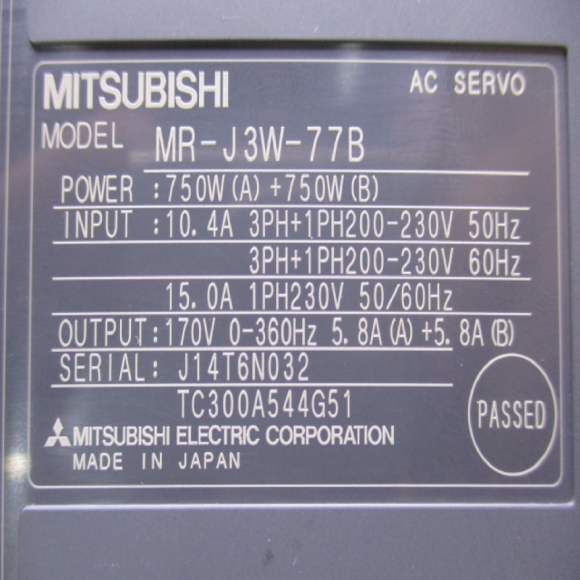 MITSUBISHI AC SERVO
MODEL MR-J3W-77B
POWER :750W(A)+750W(B)
INPUT :10.4A 3PH+1PH200-230V 50Hz
3PH+1PH200-230V 60Hz
15.0A 1PH230V 50/60Hz
OUTPUT:170V 0-360Hz 5.8A(A)+5.8A(B)
SERIAL: J14T6N032
TC300A544G51
PASSED
MITSUBISHI ELECTRIC CORPORATION
MADE IN JAPAN